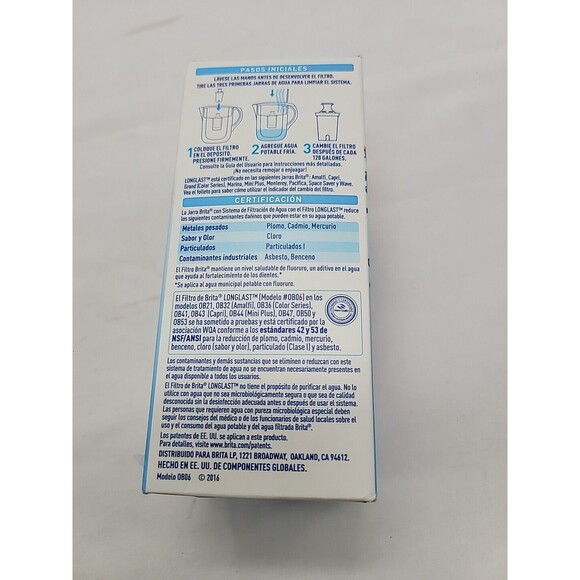 PASOS INICIALES
LÁVESE LAS MANOS ANTES DE DESENVOLVER EL FILTRO.
TIRE LAS TRES PRIMERAS JARRAS DE AGUA PARA LIMPIAR EL SISTEMA.
1 COLOQUE EL FILTRO
EN EL DEPÓSITO.
PRESIONE FIRMEMENTE.
2 AGREGUE AGUA
POTABLE FRÍA.
3 CAMBIE EL FILTRO
DESPUÉS DE CADA
120 GALONES.
Consulte la Guía del Usuario para instrucciones más detalladas.
¡No necesita remojar o enjuagar!
LONGLAST™ está certificado en las siguientes jarras Brita®: Amalfi, Capri,
Grand (Color Series), Marina, Mini Plus, Monterey, Pacifica, Space Saver y Wave.
Vea el folleto para saber cómo utilizar el indicador del cambio del filtro.
CERTIFICACIÓN
La Jarra Brita® con Sistema de Filtración de Agua con el Filtro LONGLAST™ reduce
los siguientes contaminantes dañinos que pueden estar en su agua potable.
Metales pesados Plomo, Cadmio, Mercurio
Sabor y Olor Cloro
Particulados Particulados I
Contaminantes industriales Asbesto, Benceno
El Filtro Brita® mantiene un nivel saludable de fluoruro, un aditivo en el agua
que ayuda al fortalecimiento de los dientes.*
*Se aplica al agua municipal potable con fluoruro.
El Filtro de Brita® LONGLAST™ (Modelo #OB06) en los
modelos OB21, OB32 (Amalfi), OB36 (Color Series),
OB41, OB43 (Capri), OB44 (Mini Plus), OB47, OB50 y
OB53 se ha sometido a pruebas y está certificado por la
asociación WQA conforme a los estándares 42 y 53 de
NSF/ANSI para la reducción de plomo, cadmio, mercurio,
benceno, cloro (sabor y olor), particulado (Clase I) y asbesto.
Los contaminantes y demás sustancias que se eliminen o reduzcan con este
sistema de tratamiento de agua no se encuentran necesariamente presentes
en el agua disponible a todos los usuarios.
El Filtro de Brita® LONGLAST™ no tiene el propósito de purificar el agua. No lo
utilice con agua que no sea microbiológicamente segura o que sea de calidad
desconocida sin la desinfección adecuada antes o después de usar el sistema.
Las personas que requieren agua con pureza microbiológica especial deben
seguir los consejos del médico o de los funcionarios de salud locales sobre el
uso y el consumo del agua potable y del agua filtrada Brita®.
Los patentes de EE. UU. se aplican a este producto.
Para detalles, visite www.brita.com/patents.
DISTRIBUIDO PARA BRITA LP, 1221 BROADWAY, OAKLAND, CA 94612.
HECHO EN EE. UU. DE COMPONENTES GLOBALES.
Modelo OB06 © 2016